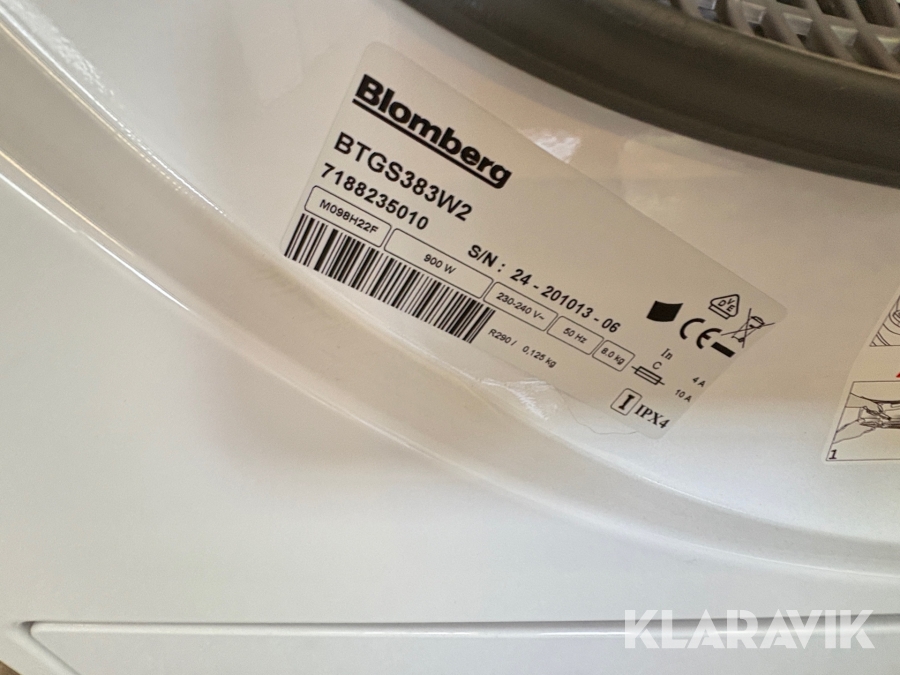 Blomberg
BTGS383W2
7188235010
S/N : 24 - 201013 - 06
M098H22F
900 W
230-240 V~
50 Hz
8.0 kg
R290 / 0,125 kg
In
C
4 A
10 A
DVE
CE
I IPX4
1
KLARAVIK